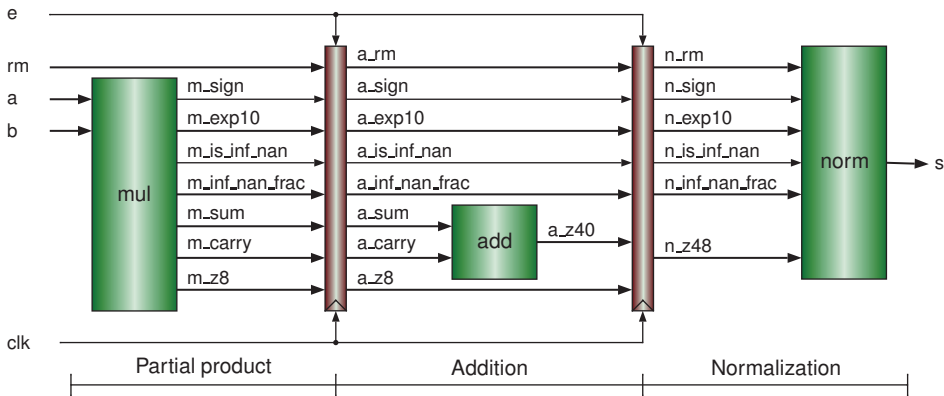 e
rm a_rm n_rm
a m_sign a_sign n_sign
b m_exp10 a_exp10 n_exp10
m_is_inf_nan a_is_inf_nan n_is_inf_nan
mul norm s
m_inf_nan_frac a_inf_nan_frac n_inf_nan_frac
m_sum a_sum
add a_z40
m_carry a_carry n_z48
m_z8 a_z8
clk
Partial product Addition Normalization